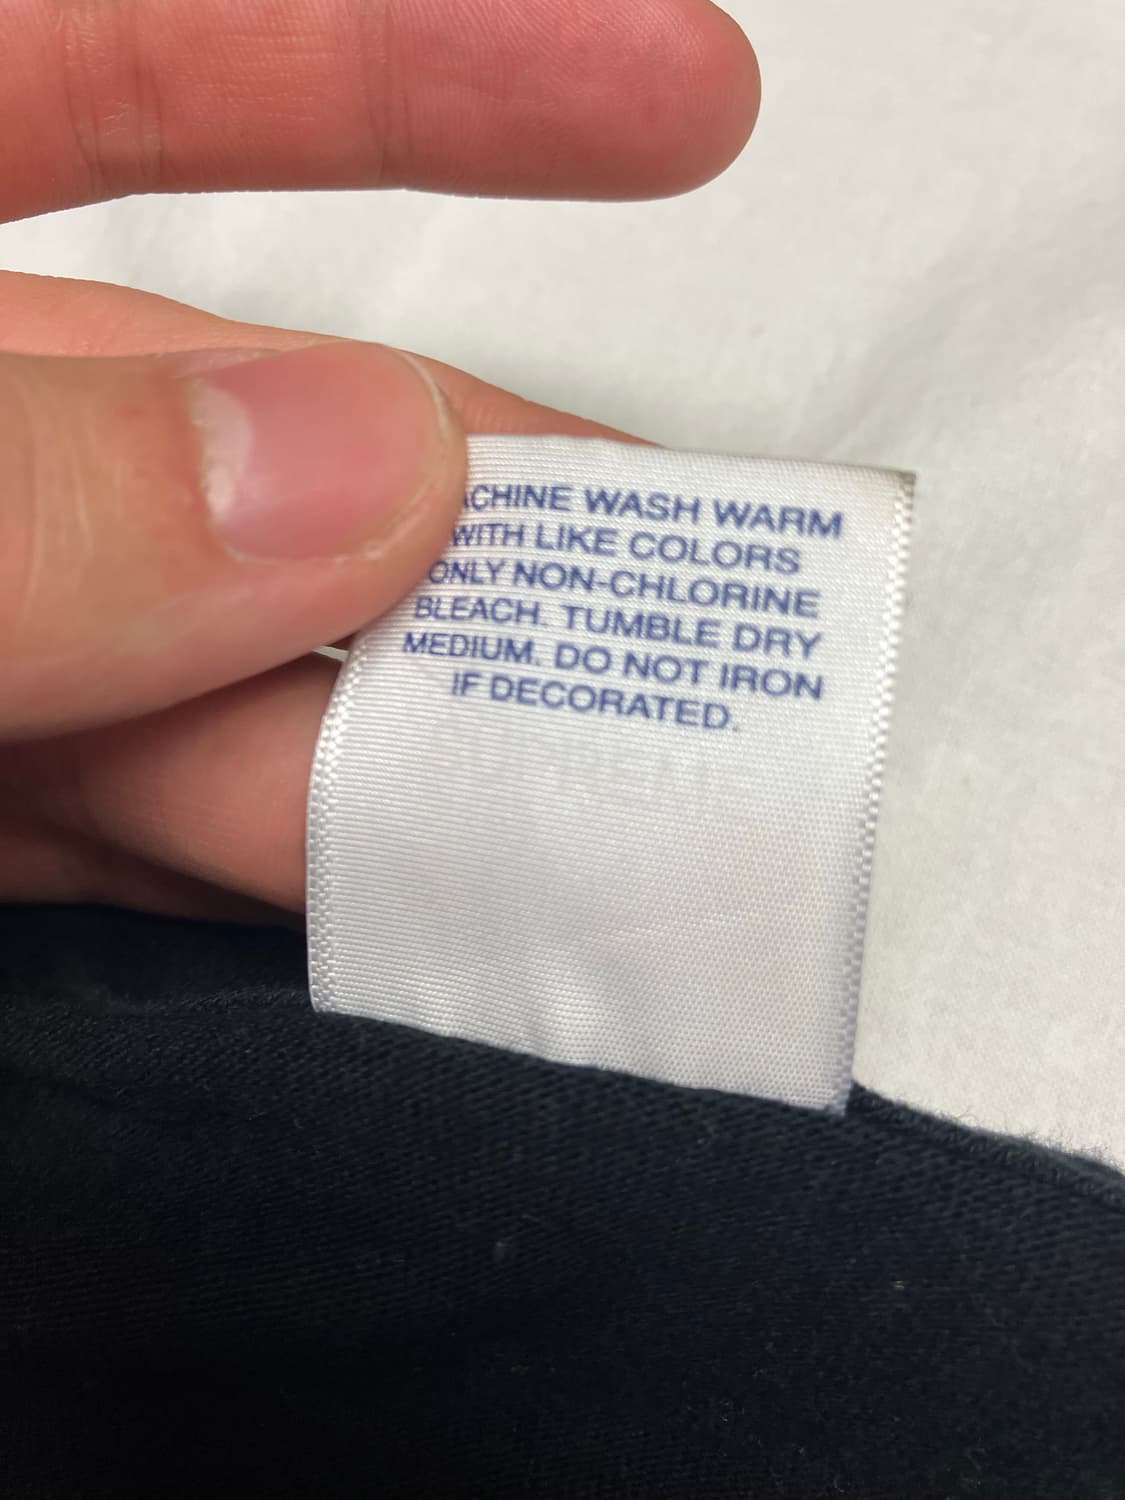 ACHINE WASH WARM
WITH LIKE COLORS
ONLY NON-CHLORINE
BLEACH. TUMBLE DRY
MEDIUM. DO NOT IRON
IF DECORATED.